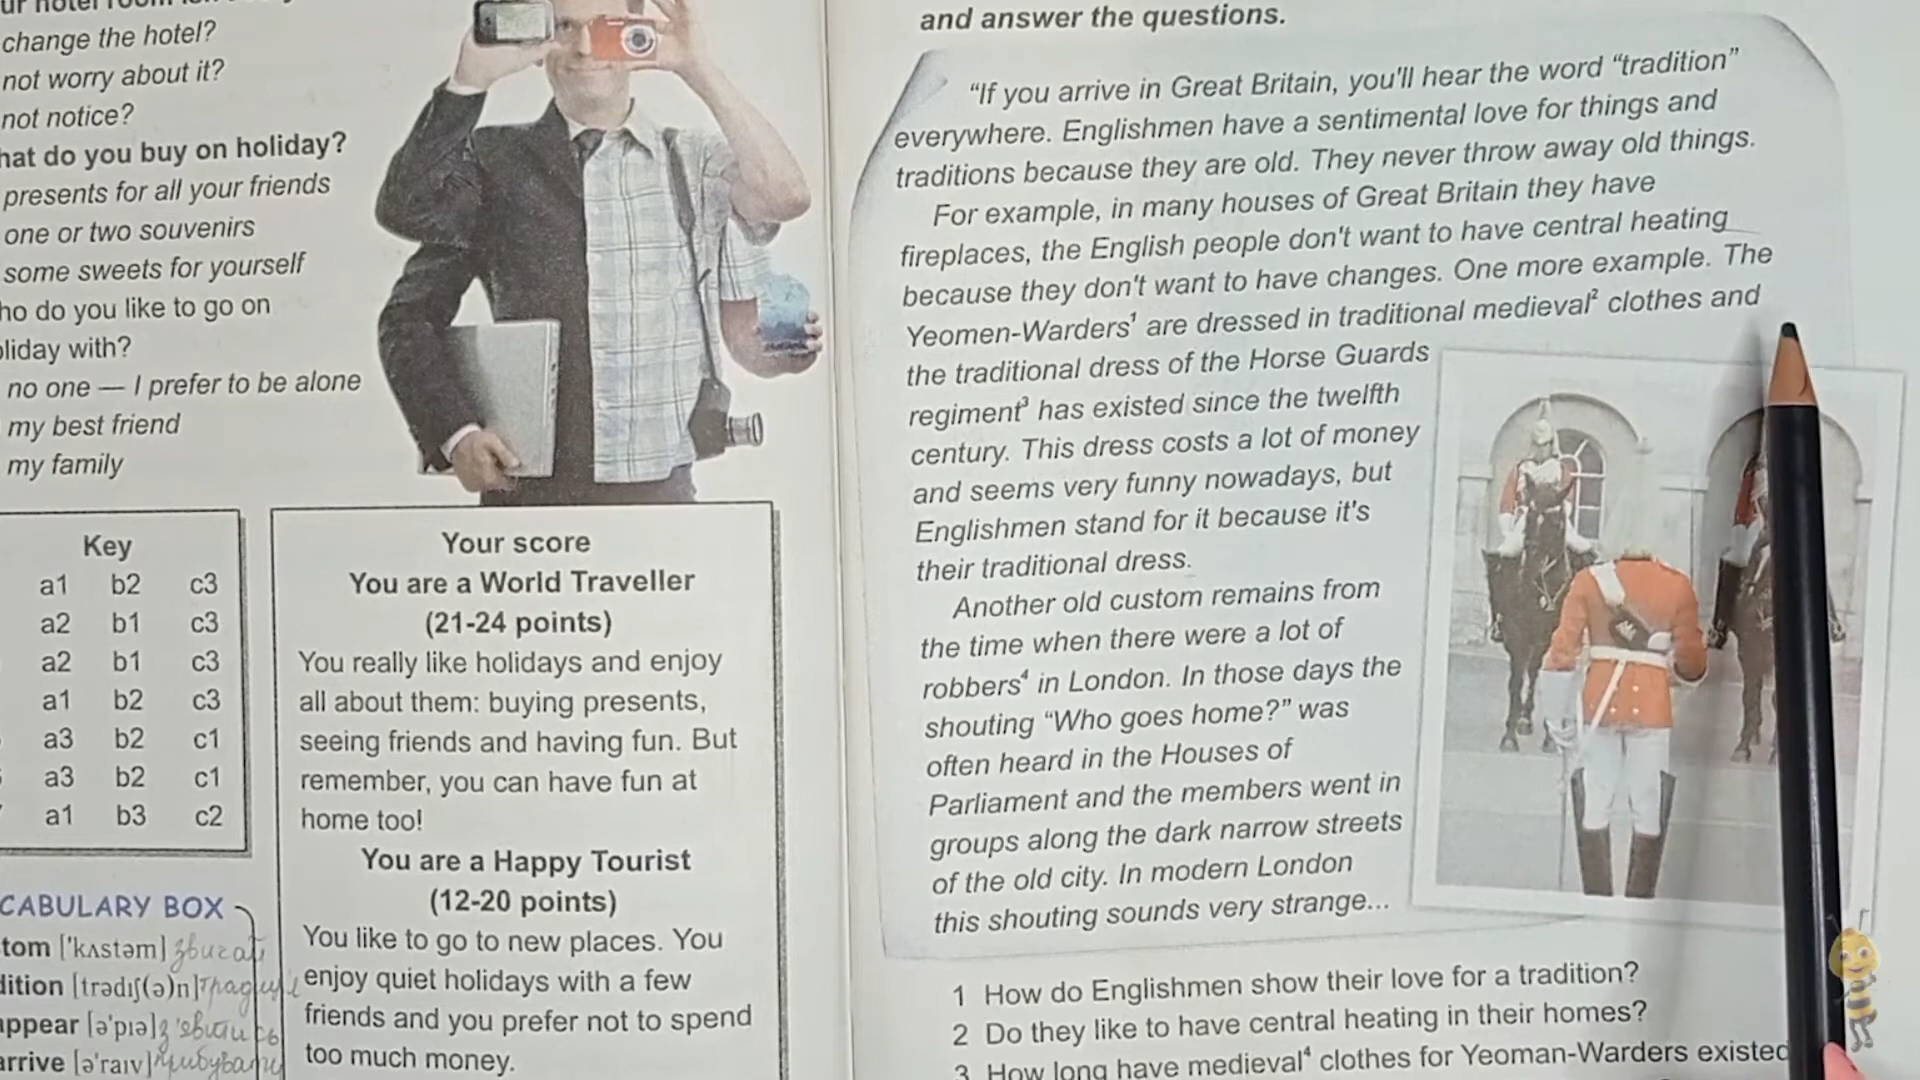 change the hotel?
not worry about it?
not notice?
hat do you buy on holiday?
presents for all your friends
one or two souvenirs
some sweets for yourself
ho do you like to go on
liday with?
no one — I prefer to be alone
my best friend
my family
Key
a1 b2 c3
a2 b1 c3
a2 b1 c3
a1 b2 c3
a3 b2 c1
a3 b2 c1
a1 b3 c2
CABULARY BOX
tom ['kʌstəm]
dition [trədɪʃ(ə)n]
appear [ə'pɪə]
arrive [ə'raɪv] прибувати
Your score
You are a World Traveller
(21-24 points)
You really like holidays and enjoy
all about them: buying presents,
seeing friends and having fun. But
remember, you can have fun at
home too!
You are a Happy Tourist
(12-20 points)
You like to go to new places. You
enjoy quiet holidays with a few
friends and you prefer not to spend
too much money.
and answer the questions.
“If you arrive in Great Britain, you'll hear the word “tradition”
everywhere. Englishmen have a sentimental love for things and
traditions because they are old. They never throw away old things.
For example, in many houses of Great Britain they have
fireplaces, the English people don't want to have central heating
because they don't want to have changes. One more example. The
Yeomen-Warders¹ are dressed in traditional medieval² clothes and
the traditional dress of the Horse Guards
regiment³ has existed since the twelfth
century. This dress costs a lot of money
and seems very funny nowadays, but
Englishmen stand for it because it's
their traditional dress.
Another old custom remains from
the time when there were a lot of
robbers⁴ in London. In those days the
shouting “Who goes home?” was
often heard in the Houses of
Parliament and the members went in
groups along the dark narrow streets
of the old city. In modern London
this shouting sounds very strange...
1 How do Englishmen show their love for a tradition?
2 Do they like to have central heating in their homes?
3 How long have medieval⁴ clothes for Yeoman-Warders existed